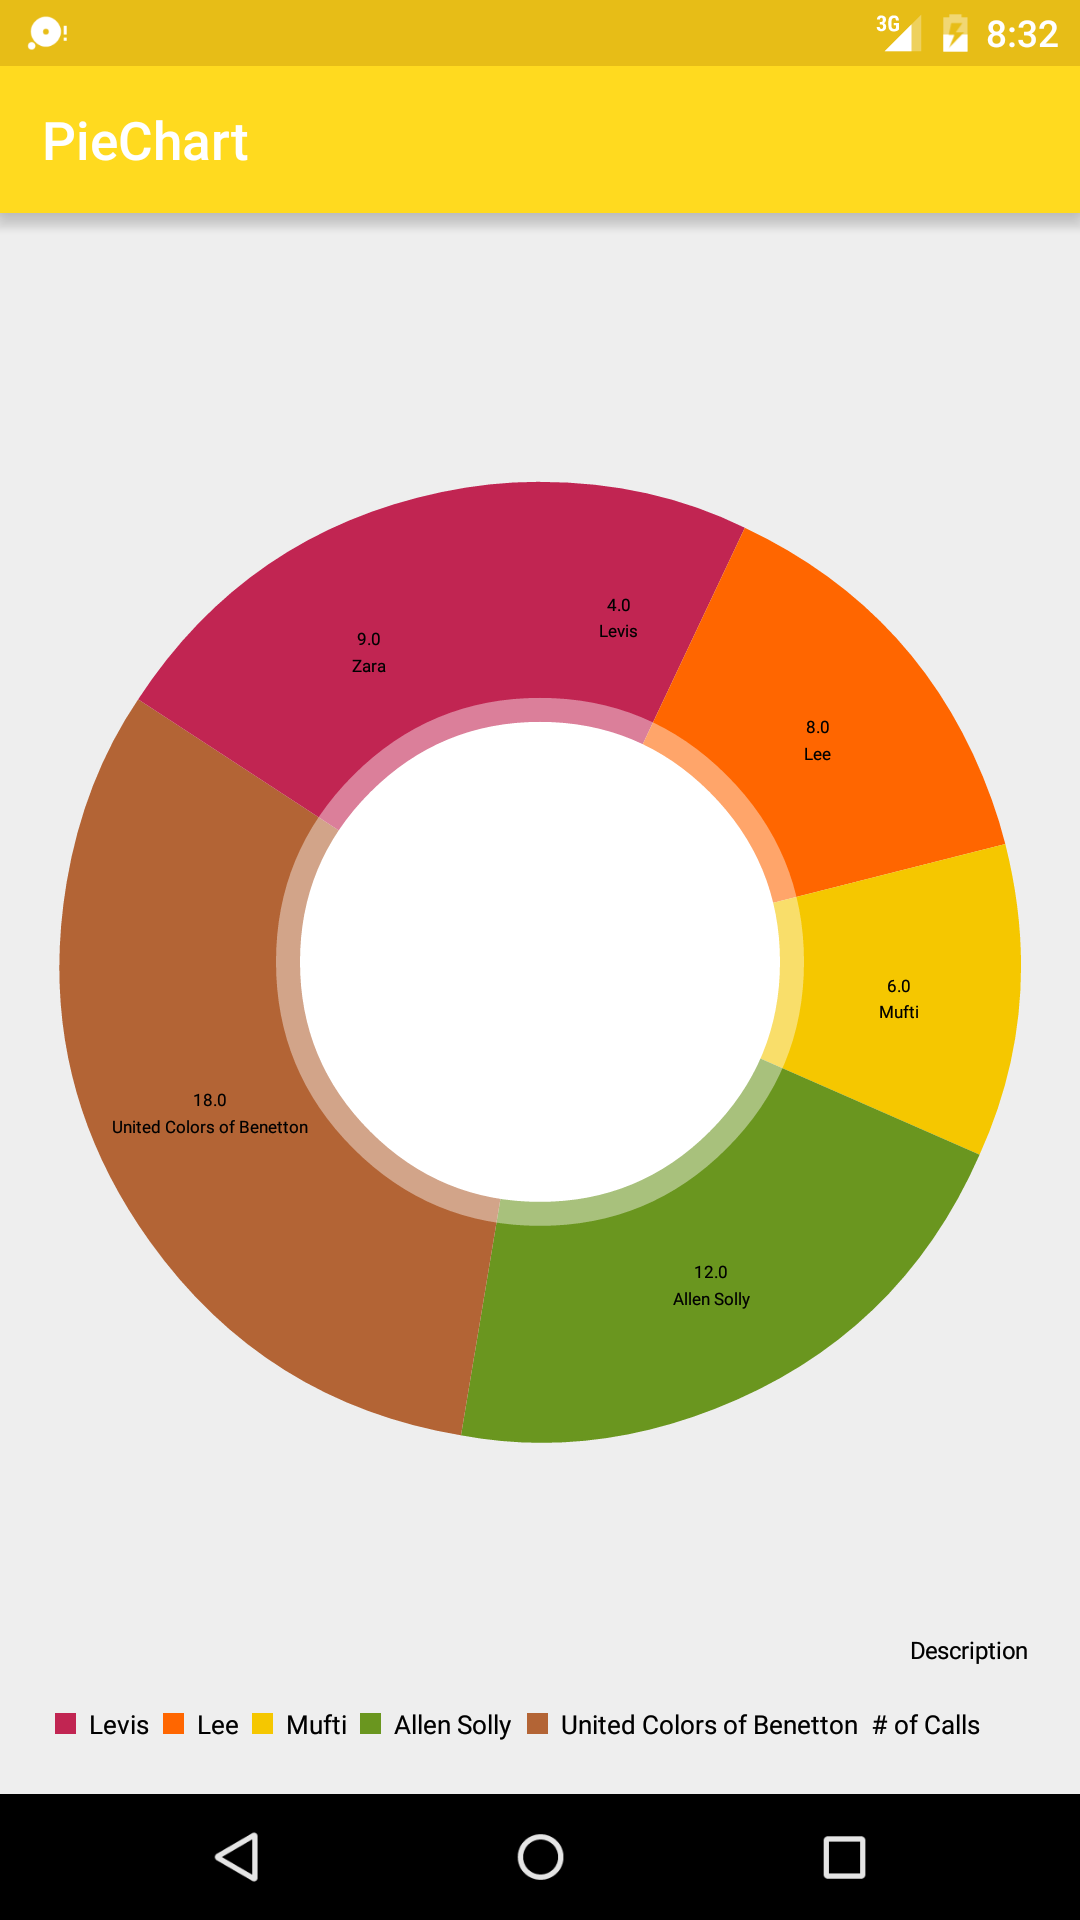 3G 8:32
PieChart
4.0
Levis
9.0
Zara
8.0
Lee
6.0
Mufti
18.0
United Colors of Benetton
12.0
Allen Solly
Description
Levis Lee Mufti Allen Solly United Colors of Benetton # of Calls